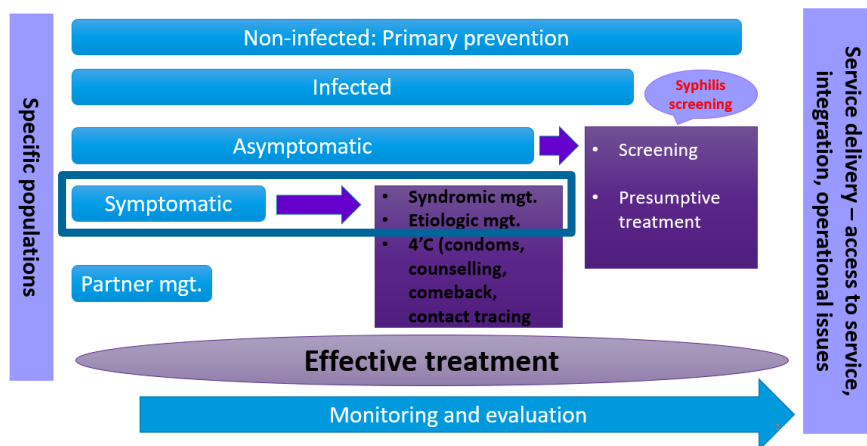 Non-infected: Primary prevention
Infected
Syphilis
screening
Asymptomatic
• Screening
• Presumptive
treatment
Symptomatic
• Syndromic mgt.
• Etiologic mgt.
• 4'C (condoms,
counselling,
comeback,
contact tracing
Partner mgt.
Effective treatment
Monitoring and evaluation
Specific populations
Service delivery – access to service,
integration, operational issues